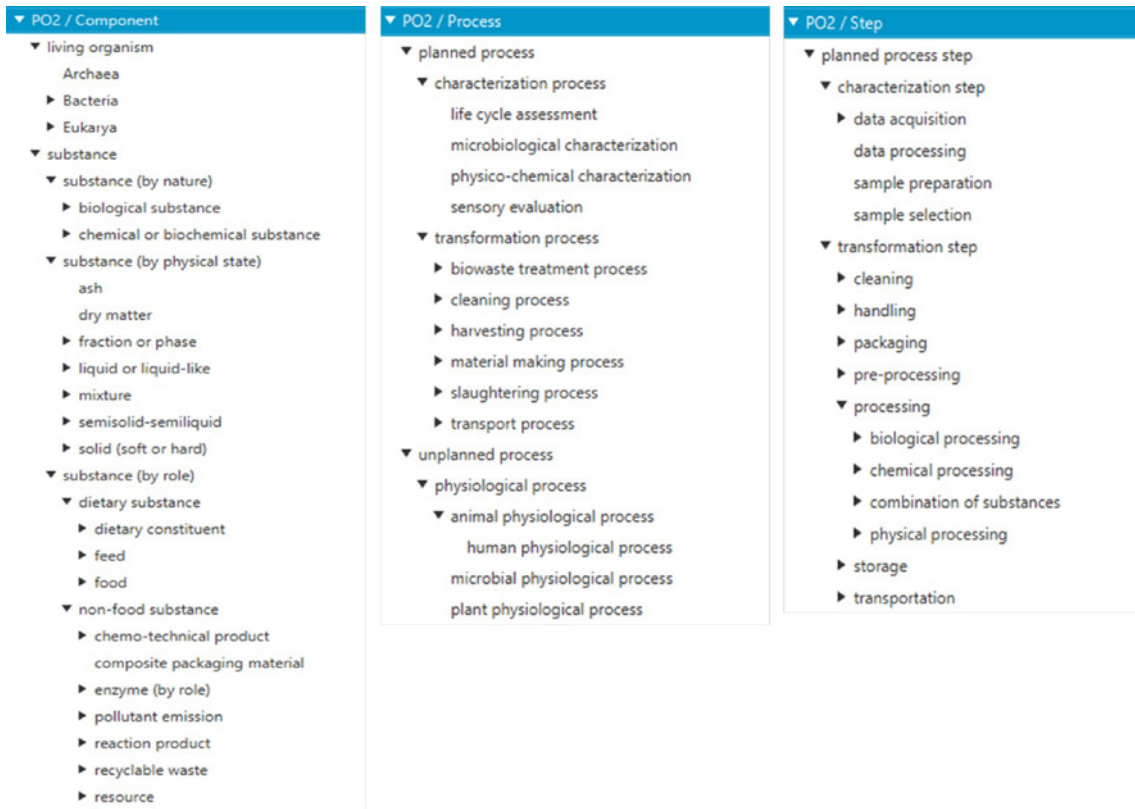 PO2 / Component
living organism
Archaea
Bacteria
Eukarya
substance
substance (by nature)
biological substance
chemical or biochemical substance
substance (by physical state)
ash
dry matter
fraction or phase
liquid or liquid-like
mixture
semisolid-semiliquid
solid (soft or hard)
substance (by role)
dietary substance
dietary constituent
feed
food
non-food substance
chemo-technical product
composite packaging material
enzyme (by role)
pollutant emission
reaction product
recyclable waste
resource
PO2 / Process
planned process
characterization process
life cycle assessment
microbiological characterization
physico-chemical characterization
sensory evaluation
transformation process
biowaste treatment process
cleaning process
harvesting process
material making process
slaughtering process
transport process
unplanned process
physiological process
animal physiological process
human physiological process
microbial physiological process
plant physiological process
PO2 / Step
planned process step
characterization step
data acquisition
data processing
sample preparation
sample selection
transformation step
cleaning
handling
packaging
pre-processing
processing
biological processing
chemical processing
combination of substances
physical processing
storage
transportation